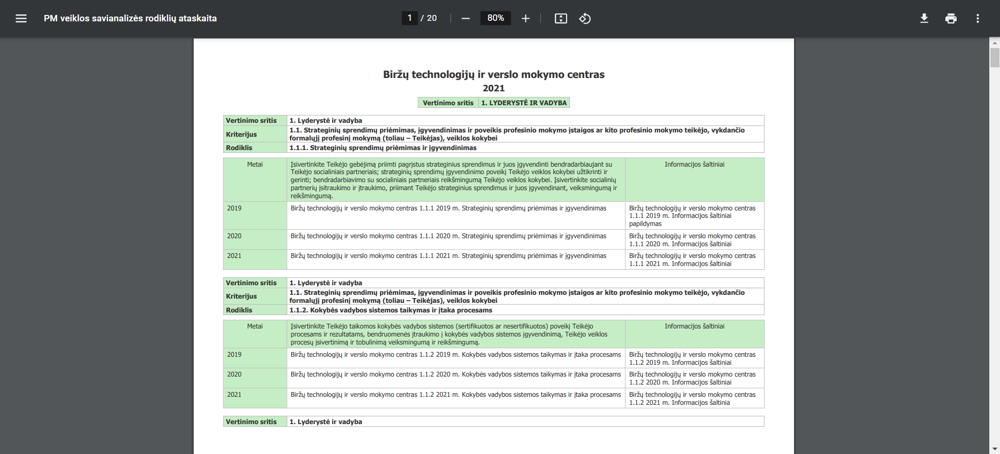 PM veiklos savianalizės rodiklių ataskaita
1 / 20
80%
Biržų technologijų ir verslo mokymo centras
2021
Vertinimo sritis 1. LYDERYSTĖ IR VADYBA
Vertinimo sritis 1. Lyderystė ir vadyba
Kriterijus 1.1. Strateginių sprendimų priėmimas, įgyvendinimas ir poveikis profesinio mokymo įstaigos ar kito profesinio mokymo teikėjo, vykdančio
formalųjį profesinį mokymą (toliau – Teikėjas), veiklos kokybei
Rodiklis 1.1.1. Strateginių sprendimų priėmimas ir įgyvendinimas
Metai
Įsivertinkite Teikėjo gebėjimą priimti pagrįstus strateginius sprendimus ir juos įgyvendinti bendradarbiaujant su
Teikėjo socialiniais partneriais; strateginių sprendimų įgyvendinimo poveikį Teikėjo veiklos kokybei užtikrinti ir
gerinti; bendradarbiavimo su socialiniais partneriais reikšmingumą Teikėjo veiklos kokybei. Įsivertinkite socialinių
partnerių įsitraukimo ir įtraukimo, priimant Teikėjo strateginius sprendimus ir juos įgyvendinant, veiksmingumą ir
reikšmingumą.
Informacijos šaltiniai
2019
Biržų technologijų ir verslo mokymo centras 1.1.1 2019 m. Strateginių sprendimų priėmimas ir įgyvendinimas
Biržų technologijų ir verslo mokymo centras
1.1.1 2019 m. Informacijos šaltiniai
papildymas
2020
Biržų technologijų ir verslo mokymo centras 1.1.1 2020 m. Strateginių sprendimų priėmimas ir įgyvendinimas
Biržų technologijų ir verslo mokymo centras
1.1.1 2020 m. Informacijos šaltiniai
2021
Biržų technologijų ir verslo mokymo centras 1.1.1 2021 m. Strateginių sprendimų priėmimas ir įgyvendinimas
Biržų technologijų ir verslo mokymo centras
1.1.1 2021 m. Informacijos šaltiniai
Vertinimo sritis 1. Lyderystė ir vadyba
Kriterijus 1.1. Strateginių sprendimų priėmimas, įgyvendinimas ir poveikis profesinio mokymo įstaigos ar kito profesinio mokymo teikėjo, vykdančio
formalųjį profesinį mokymą (toliau – Teikėjas), veiklos kokybei
Rodiklis 1.1.2. Kokybės vadybos sistemos taikymas ir įtaka procesams
Metai
Įsivertinkite Teikėjo taikomos kokybės vadybos sistemos (sertifikuotos ar nesertifikuotos) poveikį Teikėjo
procesams ir rezultatams, bendruomenės įtraukimo į kokybės vadybos sistemos įgyvendinimą, Teikėjo veiklos
procesų įsivertinimą ir tobulinimą veiksmingumą ir reikšmingumą.
Informacijos šaltiniai
2019
Biržų technologijų ir verslo mokymo centras 1.1.2 2019 m. Kokybės vadybos sistemos taikymas ir įtaka procesams
Biržų technologijų ir verslo mokymo centras
1.1.2 2019 m. Informacijos šaltiniai
2020
Biržų technologijų ir verslo mokymo centras 1.1.2 2020 m. Kokybės vadybos sistemos taikymas ir įtaka procesams
Biržų technologijų ir verslo mokymo centras
1.1.2 2020 m. Informacijos šaltiniai
2021
Biržų technologijų ir verslo mokymo centras 1.1.2 2021 m. Kokybės vadybos sistemos taikymas ir įtaka procesams
Biržų technologijų ir verslo mokymo centras
1.1.2 2021 m. Informacijos šaltinia
Vertinimo sritis 1. Lyderystė ir vadyba